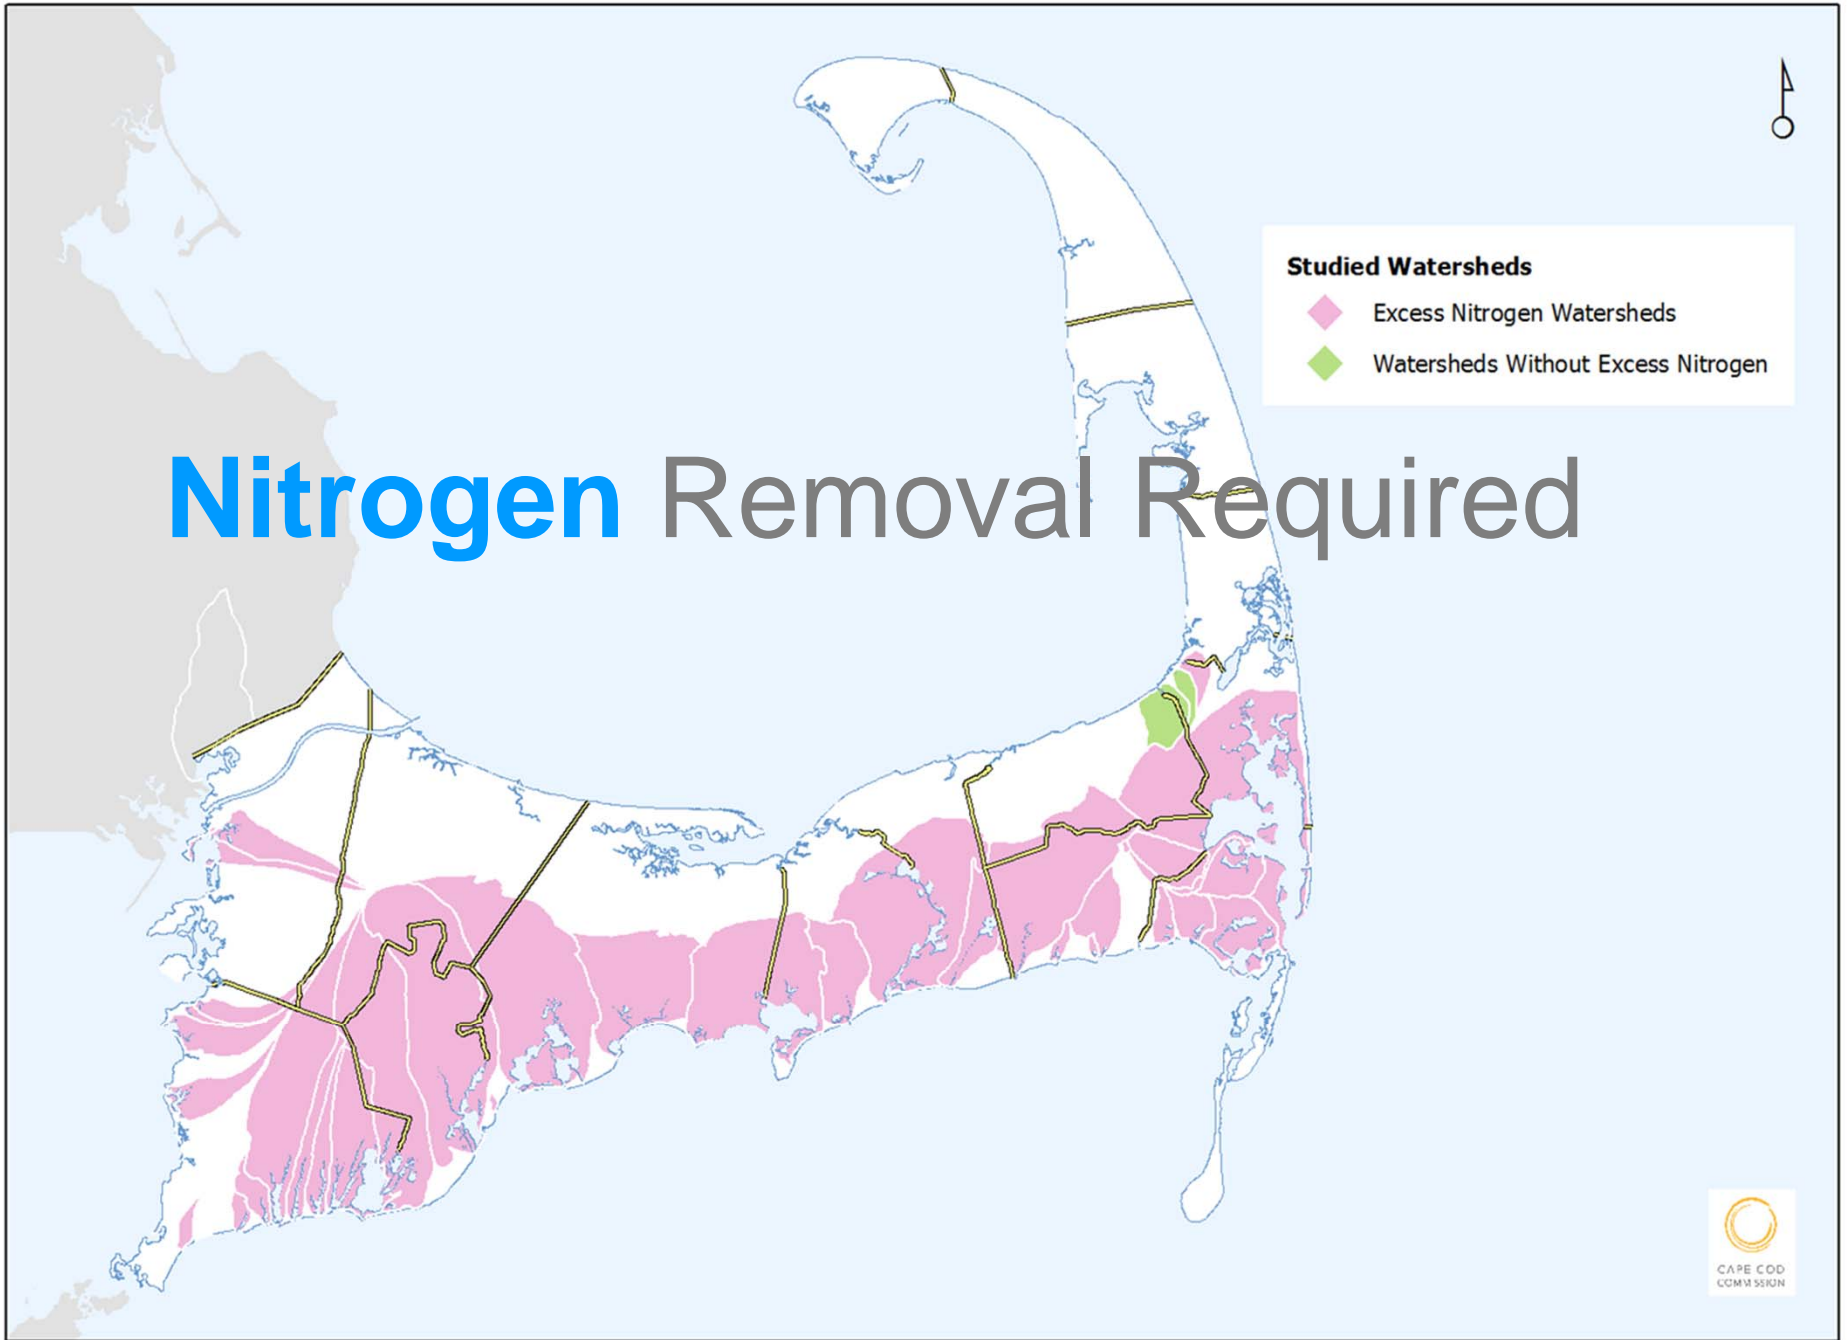 Studied Watersheds
Excess Nitrogen Watersheds
Watersheds Without Excess Nitrogen
Nitrogen Removal Required
CAPE COD
COMMISSION